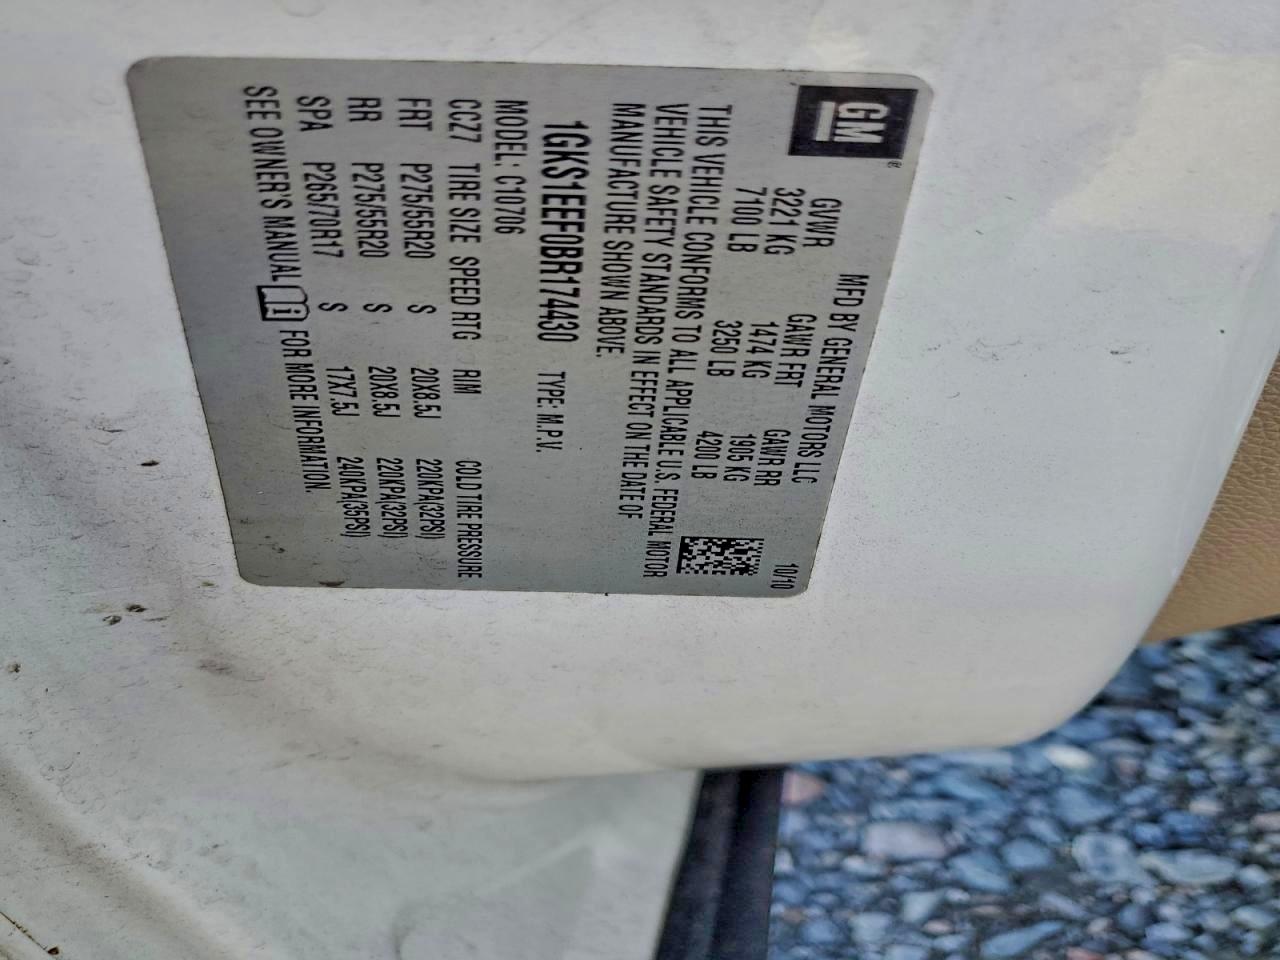 GM®
MFD BY GENERAL MOTORS LLC 10/10
GVWR GAWR FRT GAWR RR
3221 KG 1474 KG 1905 KG
7100 LB 3250 LB 4200 LB
THIS VEHICLE CONFORMS TO ALL APPLICABLE U.S. FEDERAL MOTOR
VEHICLE SAFETY STANDARDS IN EFFECT ON THE DATE OF
MANUFACTURE SHOWN ABOVE.
1GKS1EEF0BR174430 TYPE: M.P.V.
MODEL: C10706
CCZ7 TIRE SIZE SPEED RTG RIM COLD TIRE PRESSURE
FRT P275/55R20 S 20X8.5J 220KPA(32PSI)
RR P275/55R20 S 20X8.5J 220KPA(32PSI)
SPA P265/70R17 S 17X7.5J 240KPA(35PSI)
SEE OWNER'S MANUAL i FOR MORE INFORMATION.